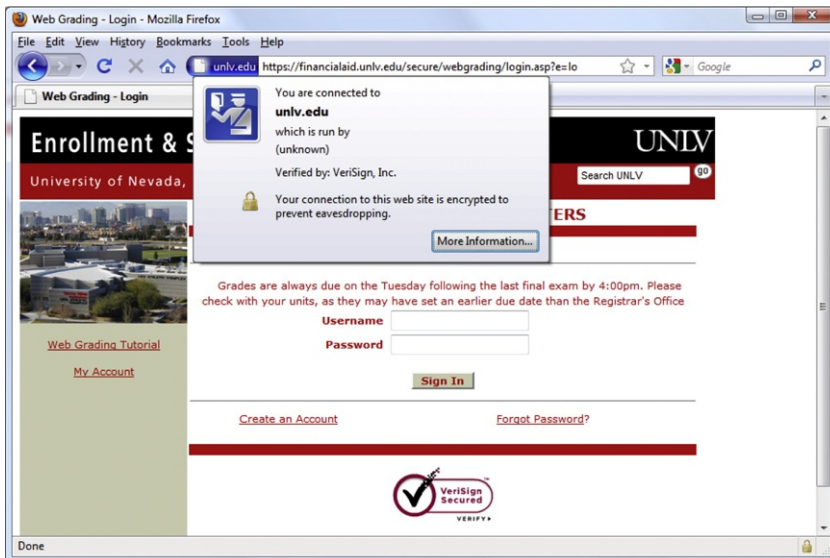 Web Grading - Login - Mozilla Firefox
File Edit View History Bookmarks Tools Help
unlv.edu https://financialaid.unlv.edu/secure/webgrading/login.asp?e=lo
Google
Web Grading - Login
You are connected to
unlv.edu
which is run by
(unknown)
Verified by: VeriSign, Inc.
Your connection to this web site is encrypted to
prevent eavesdropping.
More Information...
Enrollment & S
UNLV
University of Nevada,
Search UNLV
go
ERS
Grades are always due on the Tuesday following the last final exam by 4:00pm. Please
check with your units, as they may have set an earlier due date than the Registrar's Office
Username
Password
Sign In
Web Grading Tutorial
My Account
Create an Account
Forgot Password?
VeriSign
Secured
VERIFY
Done